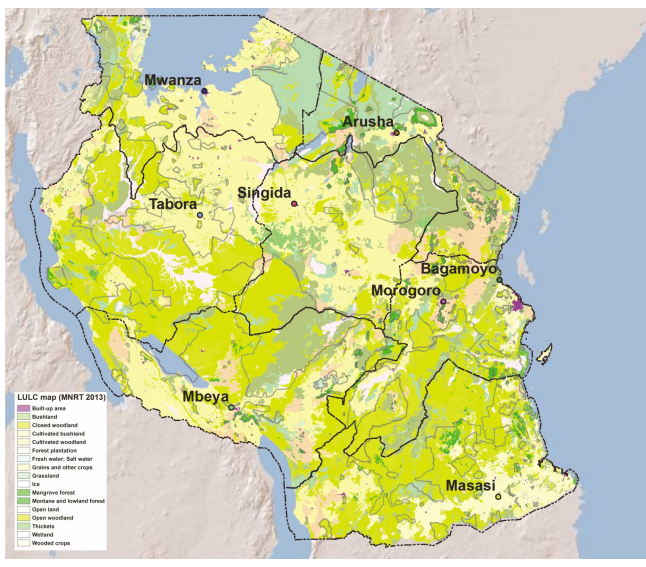 Mwanza
Arusha
Singida
Tabora
Bagamoyo
Morogoro
Mbeya
Masasi
LULC map (MNRT 2013)
Built-up area
Bushland
Closed woodland
Cultivated bushland
Cultivated woodland
Forest plantation
Fresh water; Salt water
Grains and other crops
Grassland
Ice
Mangrove forest
Montane and lowland forest
Open land
Open woodland
Thickets
Wetland
Wooded crops